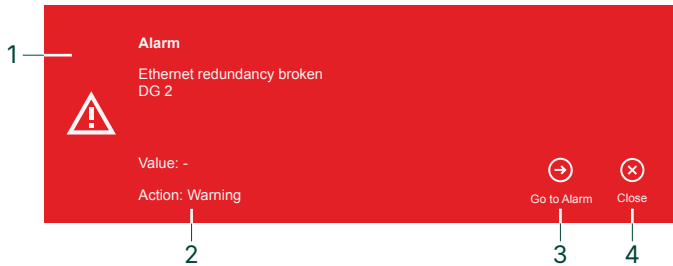 Alarm
1
Ethernet redundancy broken
DG 2
Value: -
Action: Warning
Go to Alarm
Close
2
3
4